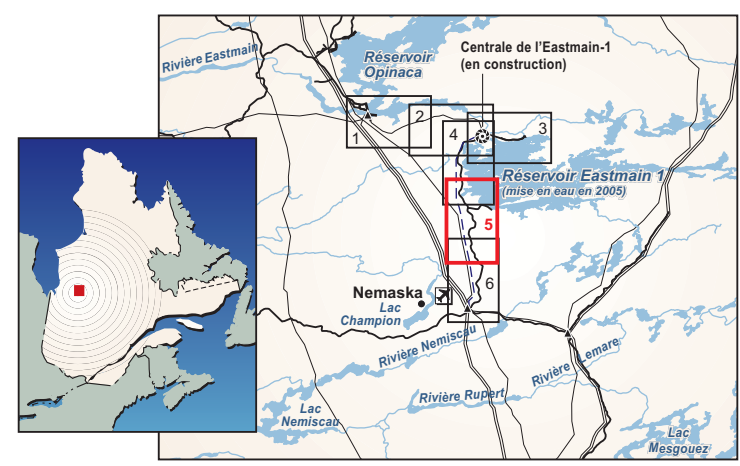 Rivière Eastmain
Réservoir
Opinaca
Centrale de l'Eastmain-1
(en construction)
1
2
4
3
Réservoir Eastmain 1
(mise en eau en 2005)
5
6
Nemaska
Lac
Champion
Rivière Nemiscau
Rivière Lemare
Rivière Rupert
Lac
Nemiscau
Lac
Mesgouez